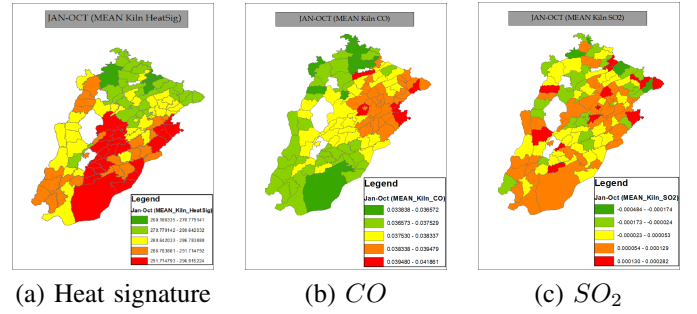 JAN-OCT (MEAN Kiln HeatSig)
Legend
Jan-Oct (MEAN_Kiln_HeatSig)
JAN-OCT (MEAN Kiln CO)
Legend
Jan-Oct (MEAN_Kiln_CO)
0.033838 - 0.036572
0.036573 - 0.037529
0.037530 - 0.038337
0.038338 - 0.039479
0.039480 - 0.041861
JAN-OCT (MEAN Kiln SO2)
Legend
Jan-Oct (MEAN_Kiln_SO2)
-0.000484 - -0.000174
-0.000173 - -0.000024
-0.000023 - 0.000053
0.000054 - 0.000129
0.000130 - 0.000282
(a) Heat signature
(b) CO
(c) SO₂